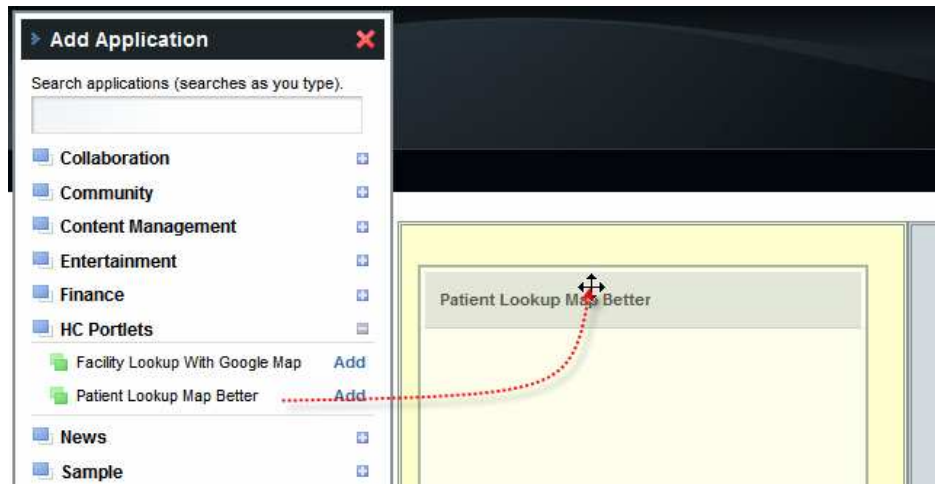 Add Application
Search applications (searches as you type).
Collaboration
Community
Content Management
Entertainment
Finance
HC Portlets
Facility Lookup With Google Map Add
Patient Lookup Map Better Add
News
Sample
Patient Lookup Map Better